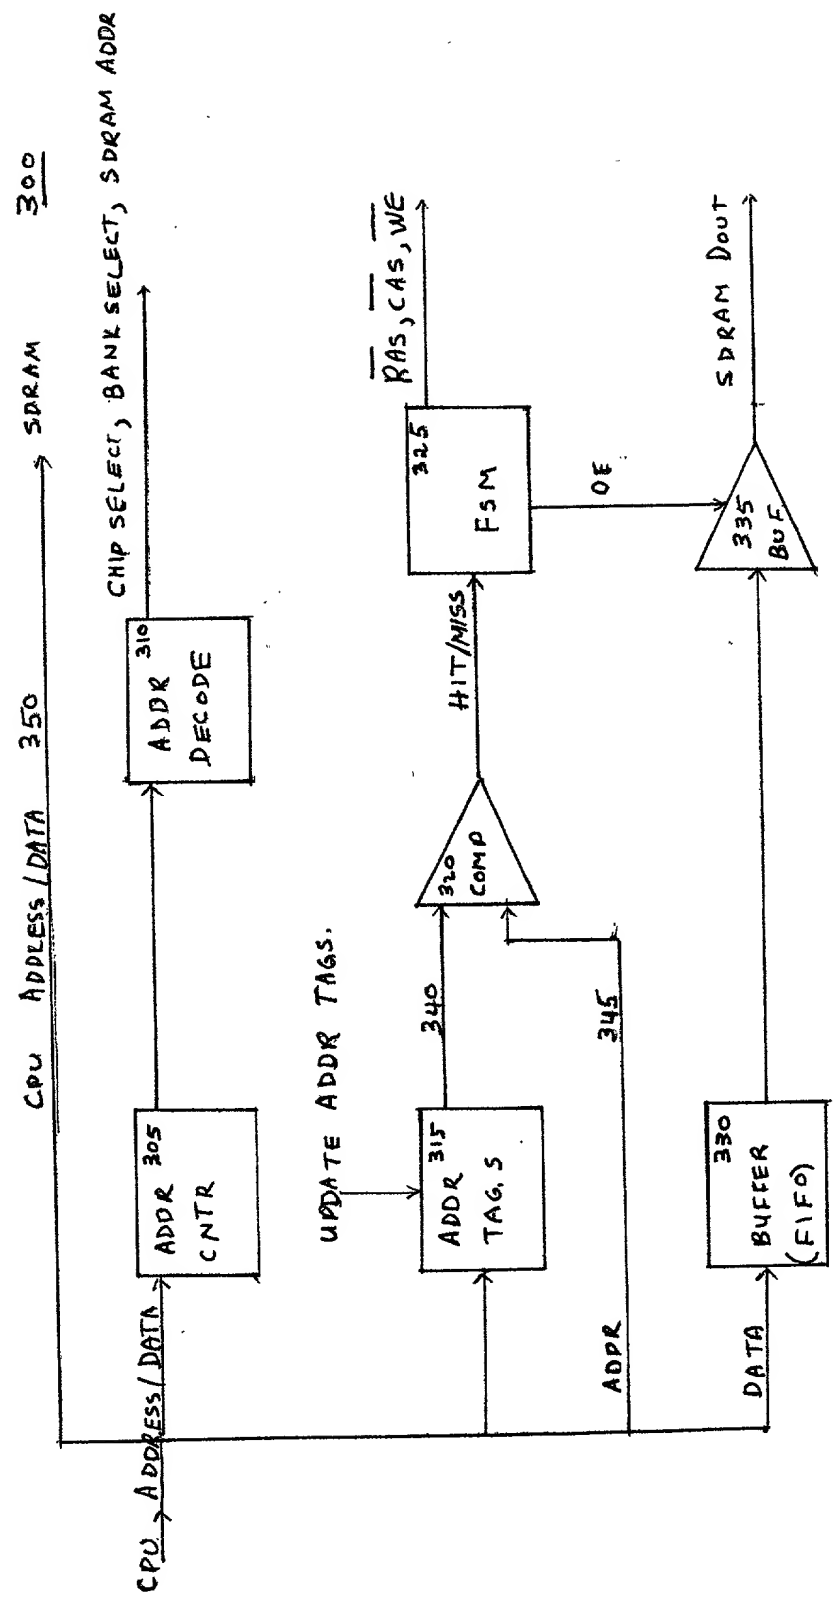 300
CPU ADDRESS/DATA 350
SDRAM
CPU ADDRESS/DATA
305
ADDR
CNTR
310
ADDR
DECODE
CHIP SELECT, BANK SELECT, SDRAM ADDR
UPDATE ADDR TAGS.
315
ADDR
TAGS
340
320
COMP
HIT/MISS
325
FSM
RAS, CAS, WE
ADDR
345
OE
DATA
330
BUFFER
(FIFO)
335
BUF
SDRAM DOUT